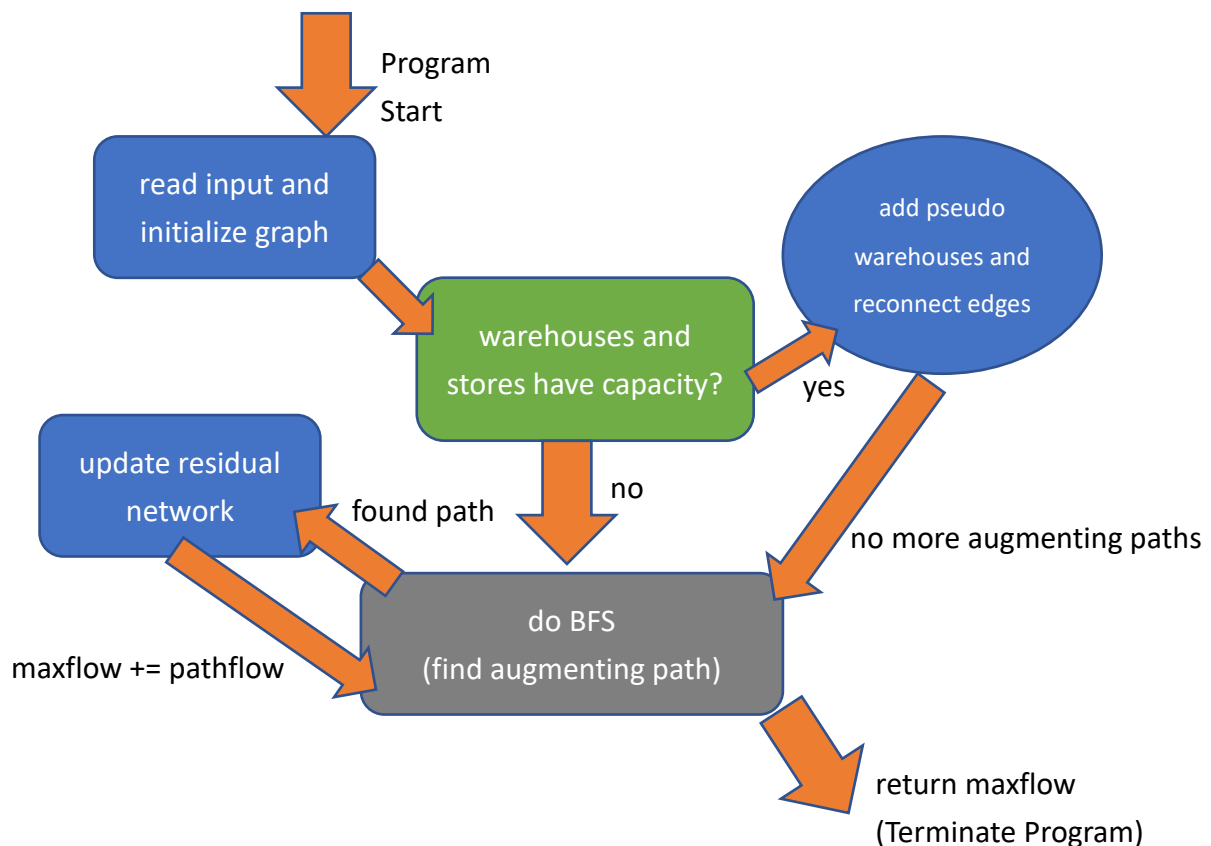 Program
Start
read input and
initialize graph
add pseudo
warehouses and
reconnect edges
warehouses and
stores have capacity?
yes
update residual
network
found path
no
no more augmenting paths
do BFS
(find augmenting path)
maxflow += pathflow
return maxflow
(Terminate Program)